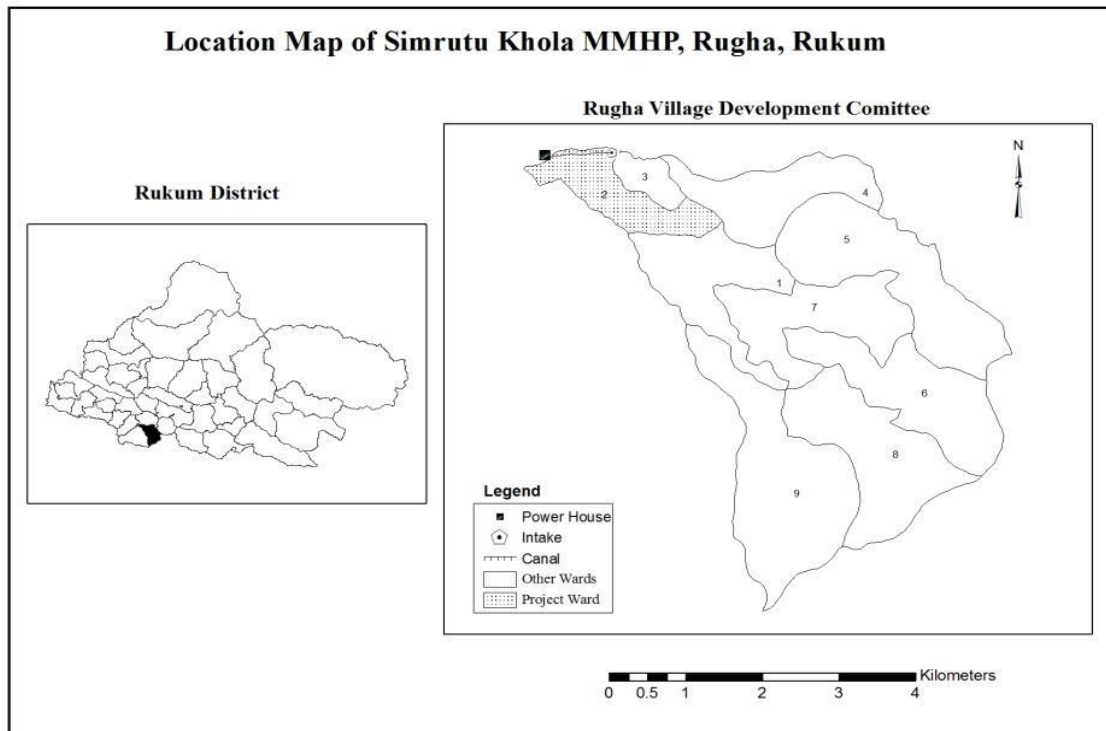 Location Map of Simrutu Khola MMHP, Rugha, Rukum
Rugha Village Development Comittee
Rukum District
N
3
4
2
5
1
7
6
8
9
Legend
Power House
Intake
Canal
Other Wards
Project Ward
Kilometers
0 0.5 1 2 3 4